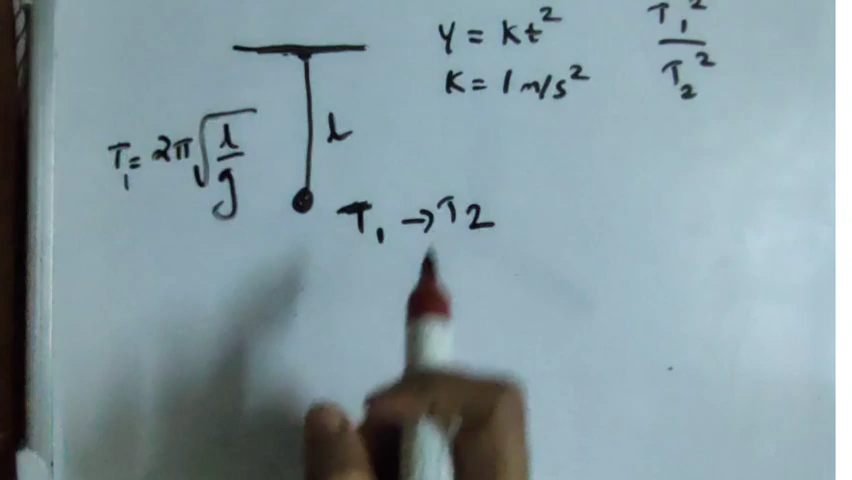 y = kt²
K = 1 m/s²
T₁²/T₂²
l
T₁ = 2π√(l/g)
T₁ → T2